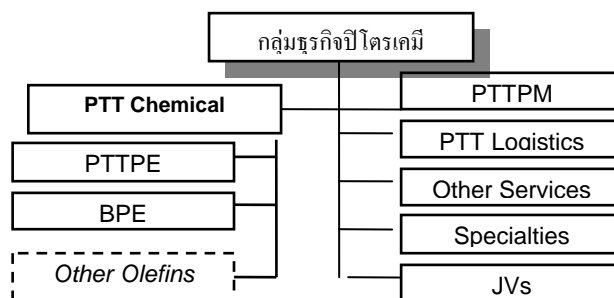 กลุ่มธุรกิจปิโตรเคมี
PTT Chemical
PTTPE
BPE
Other Olefins
PTTPM
PTT Logistics
Other Services
Specialties
JVs